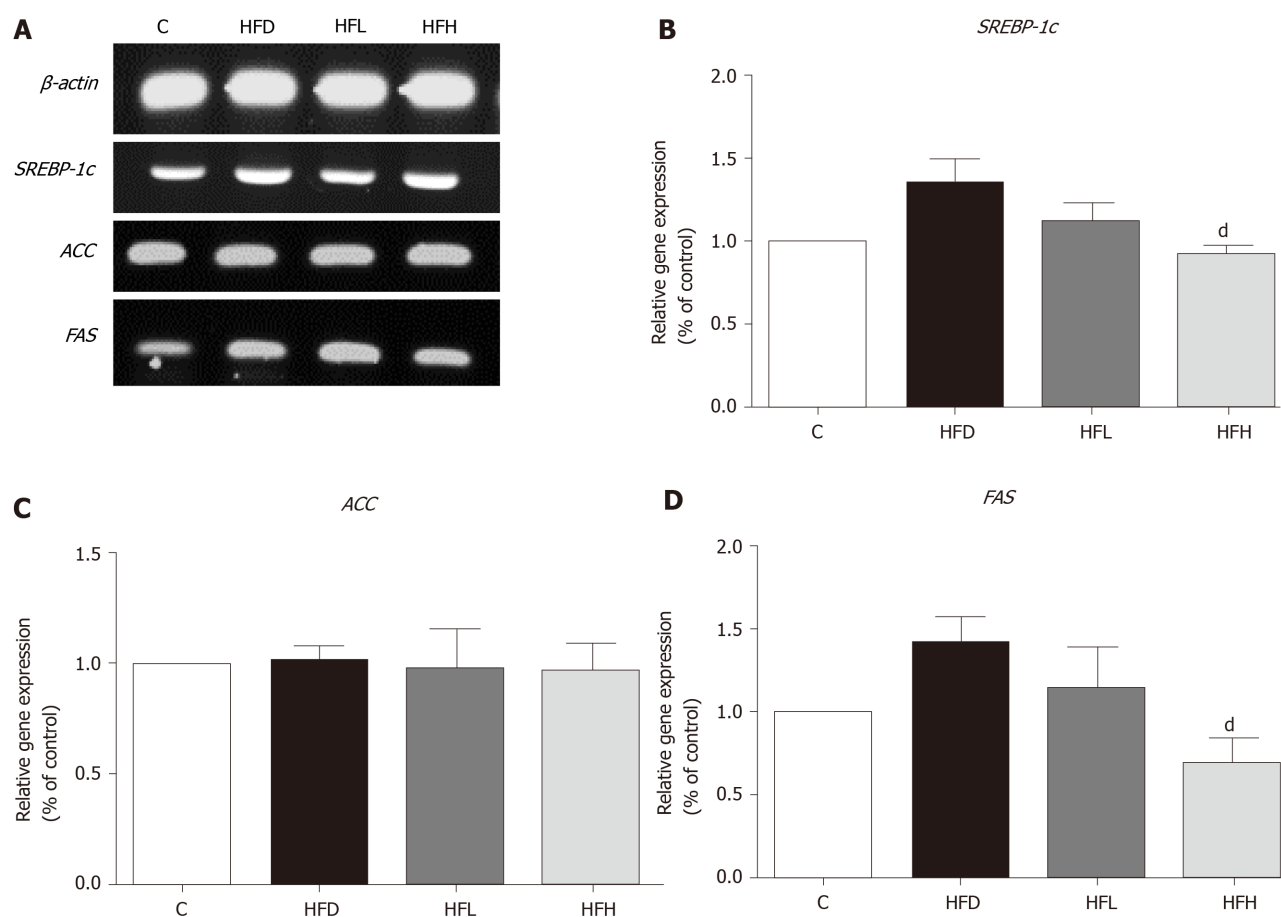 A
C HFD HFL HFH
β-actin
SREBP-1c
ACC
FAS
B
SREBP-1c
Relative gene expression
(% of control)
2.0
1.5
1.0
0.5
0.0
d
C HFD HFL HFH
C
ACC
Relative gene expression
(% of control)
1.5
1.0
0.5
0.0
C HFD HFL HFH
D
FAS
Relative gene expression
(% of control)
2.0
1.5
1.0
0.5
0.0
d
C HFD HFL HFH